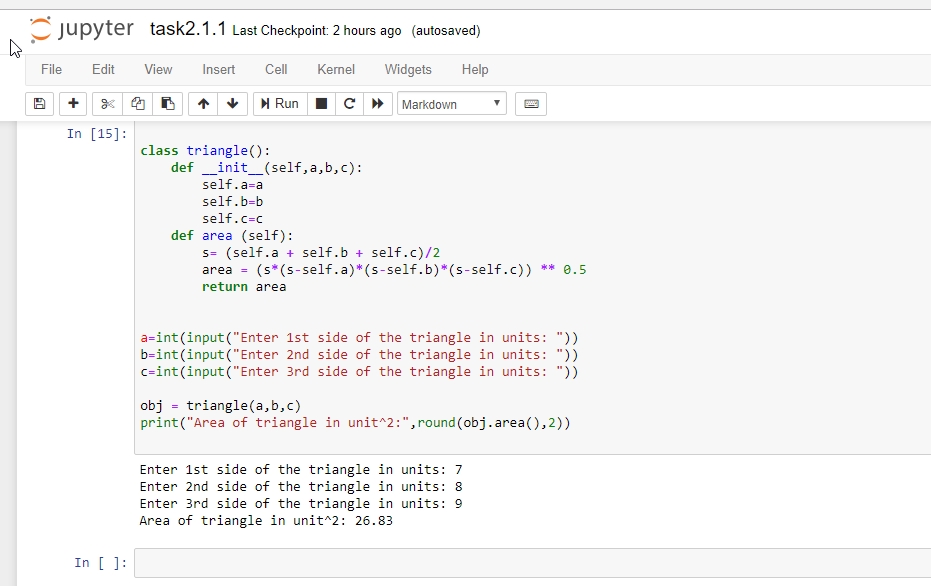 jupyter task2.1.1 Last Checkpoint: 2 hours ago (autosaved)
File Edit View Insert Cell Kernel Widgets Help
Run Markdown
In [15]:
class triangle():
    def __init__(self,a,b,c):
        self.a=a
        self.b=b
        self.c=c
    def area (self):
        s= (self.a + self.b + self.c)/2
        area = (s*(s-self.a)*(s-self.b)*(s-self.c)) ** 0.5
        return area
a=int(input("Enter 1st side of the triangle in units: "))
b=int(input("Enter 2nd side of the triangle in units: "))
c=int(input("Enter 3rd side of the triangle in units: "))
obj = triangle(a,b,c)
print("Area of triangle in unit^2:",round(obj.area(),2))
Enter 1st side of the triangle in units: 7
Enter 2nd side of the triangle in units: 8
Enter 3rd side of the triangle in units: 9
Area of triangle in unit^2: 26.83
In [ ]: